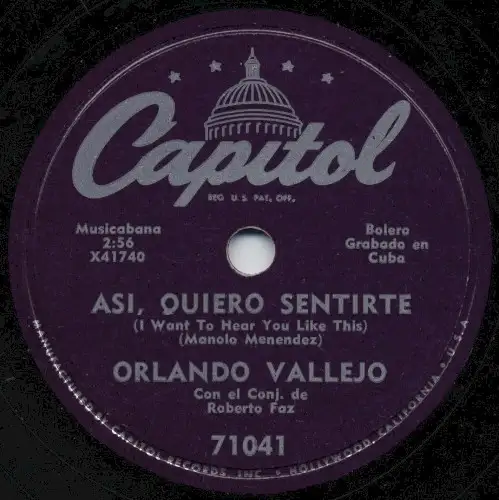 Capitol
REG. U.S. PAT. OFF.
Musicabana
2:56
X41740
Bolero
Grabado en
Cuba
ASI, QUIERO SENTIRTE
(I Want To Hear You Like This)
(Manolo Menendez)
ORLANDO VALLEJO
Con el Conj. de
Roberto Faz
71041
MANUFACTURED BY CAPITOL RECORDS, INC. • HOLLYWOOD, CALIFORNIA • U.S.A.